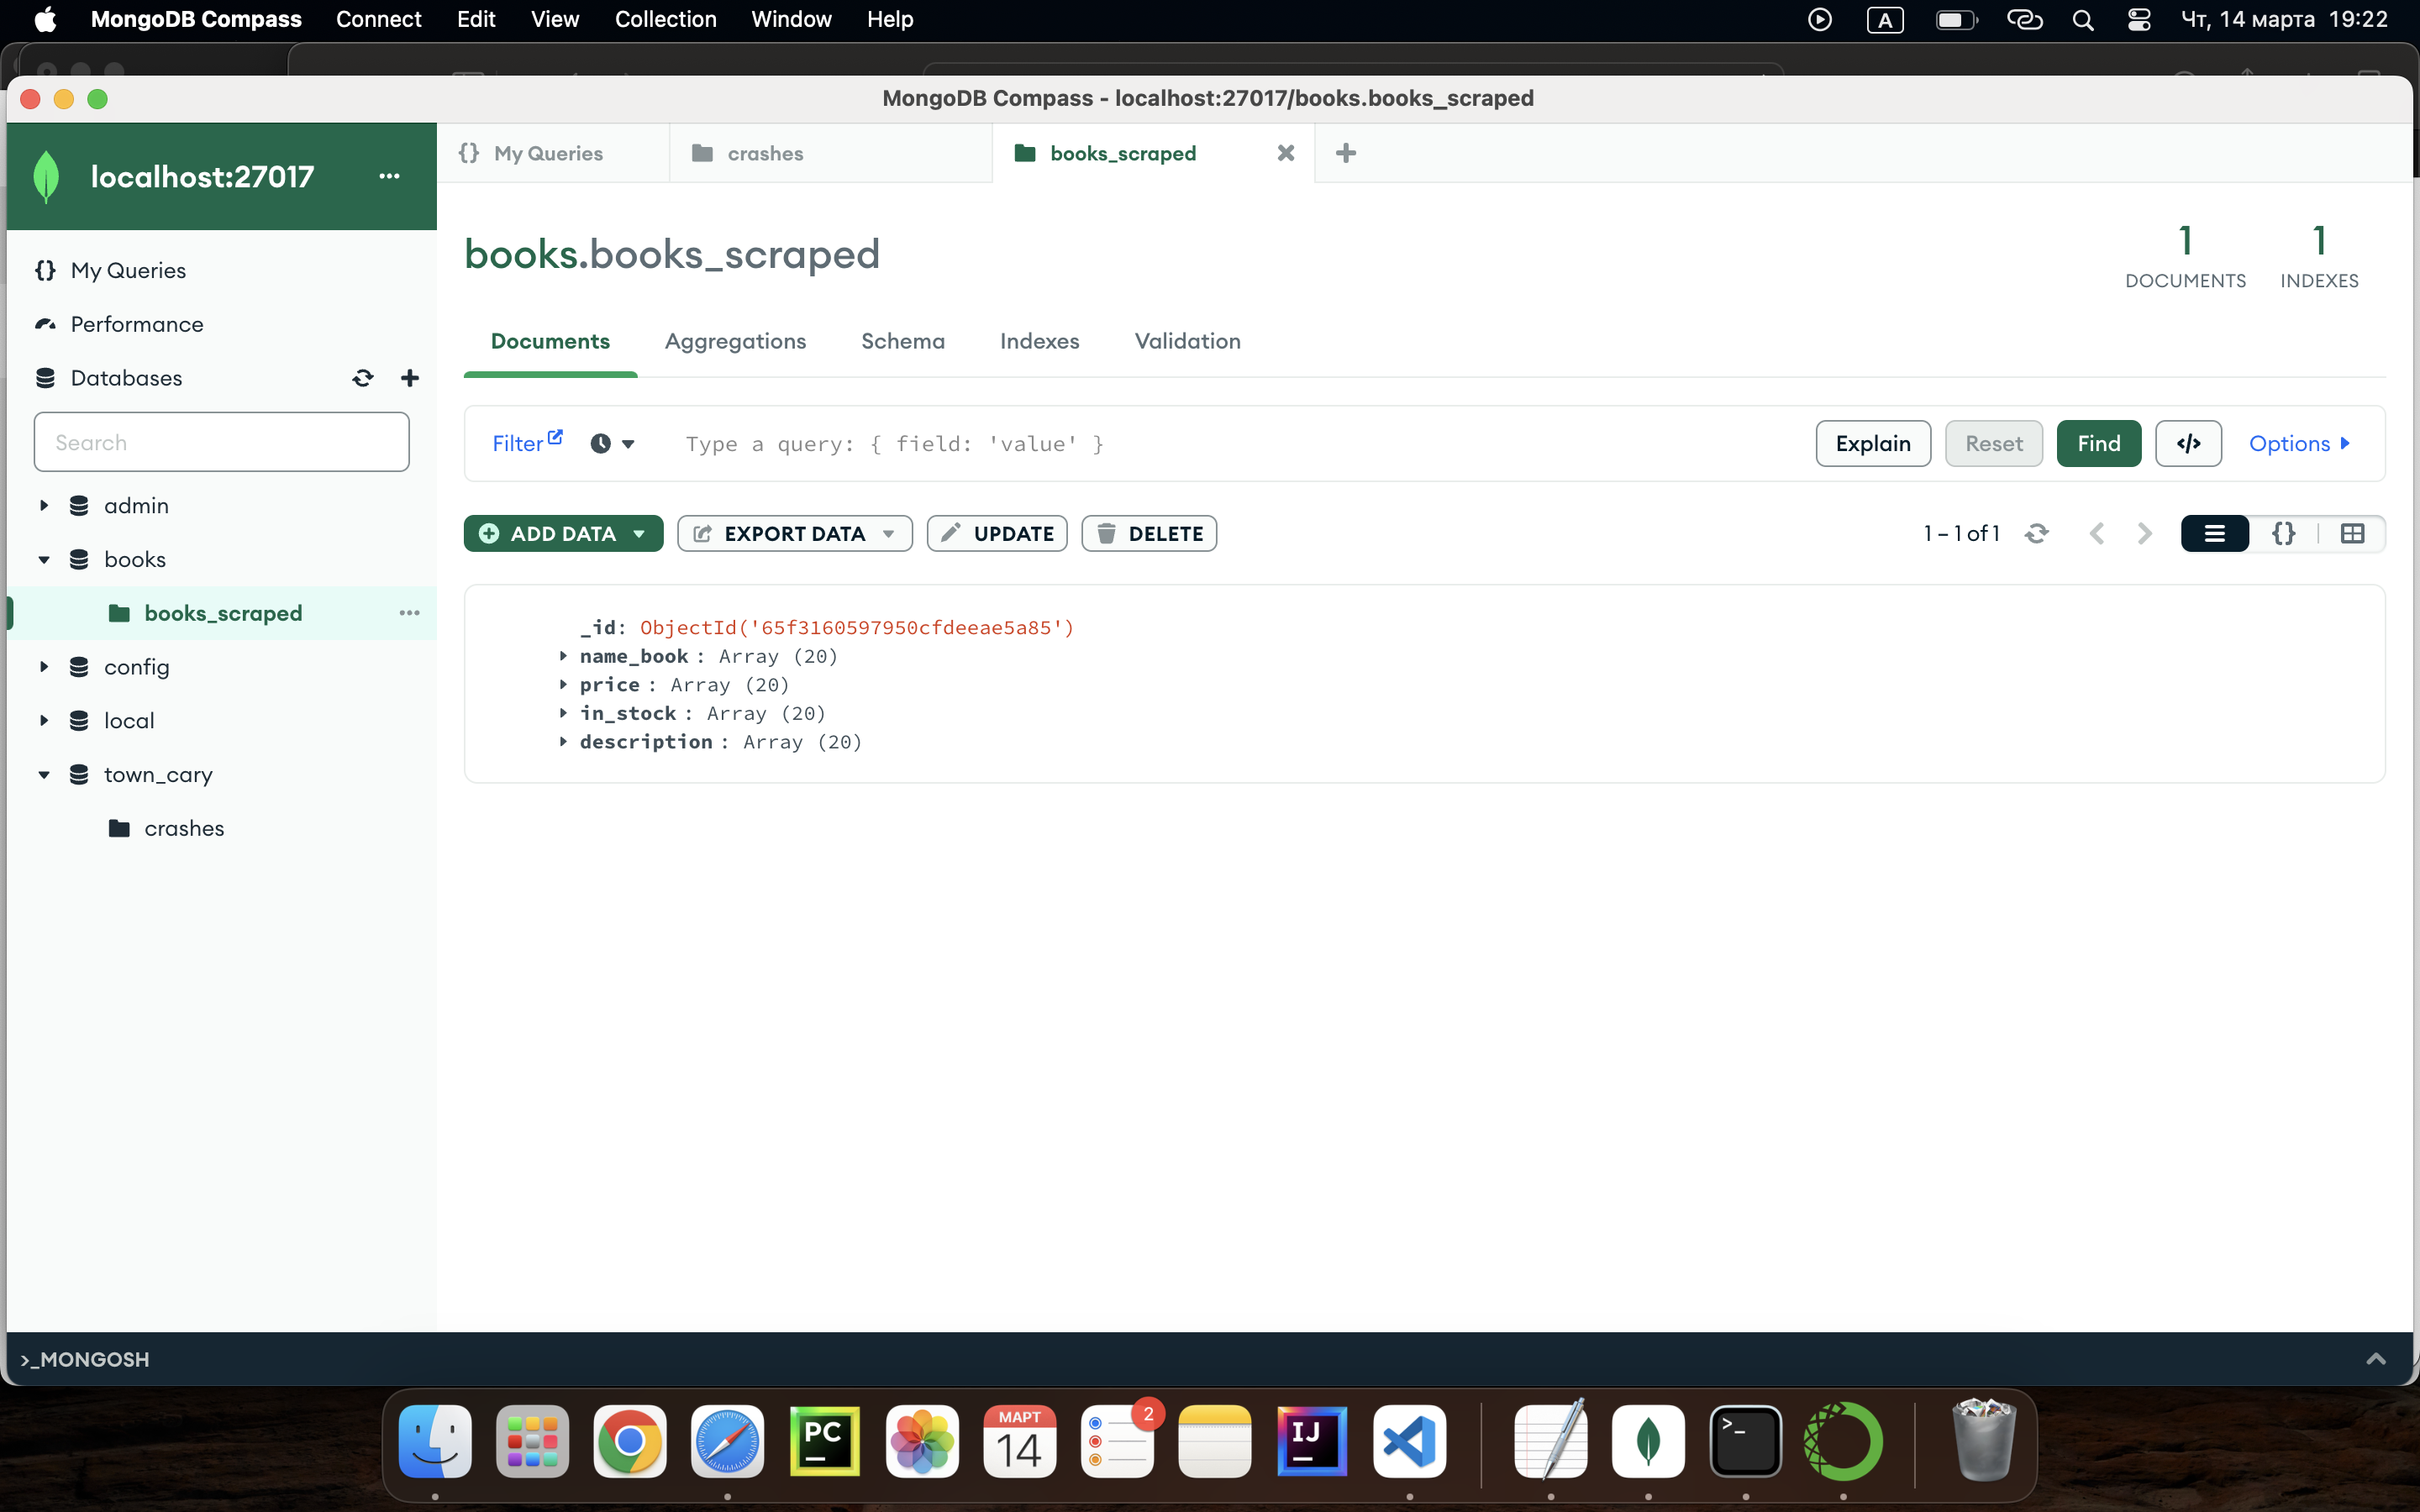 MongoDB Compass Connect Edit View Collection Window Help A Чт, 14 марта 19:22
MongoDB Compass - localhost:27017/books.books_scraped
localhost:27017 ...
{} My Queries
crashes
books_scraped
books.books_scraped
1
DOCUMENTS
1
INDEXES
{} My Queries
Performance
Databases
Search
admin
books
books_scraped ...
config
local
town_cary
crashes
Documents Aggregations Schema Indexes Validation
Filter Type a query: { field: 'value' } Explain Reset Find </> Options
ADD DATA EXPORT DATA UPDATE DELETE 1 – 1 of 1 {}
_id: ObjectId('65f3160597950cfdeeae5a85')
name_book : Array (20)
price : Array (20)
in_stock : Array (20)
description : Array (20)
>_MONGOSH
PC
МАРТ
14
2
IJ
>_